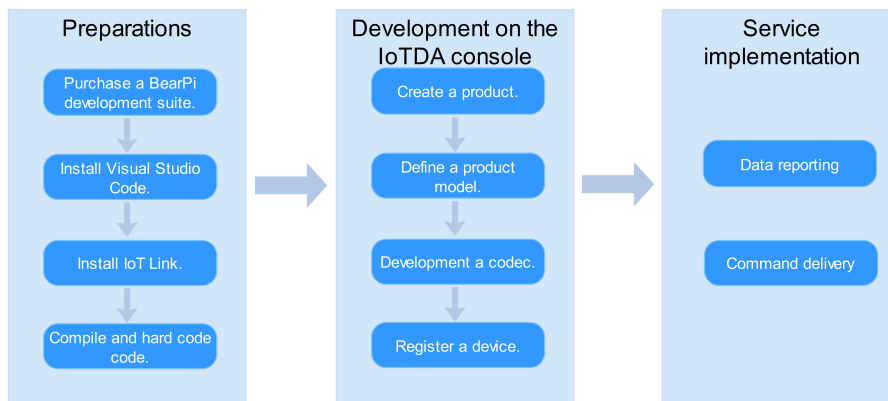 Preparations
Purchase a BearPi
development suite.
Install Visual Studio
Code.
Install IoT Link.
Compile and hard code
code.
Development on the
IoTDA console
Create a product.
Define a product
model.
Development a codec.
Register a device.
Service
implementation
Data reporting
Command delivery